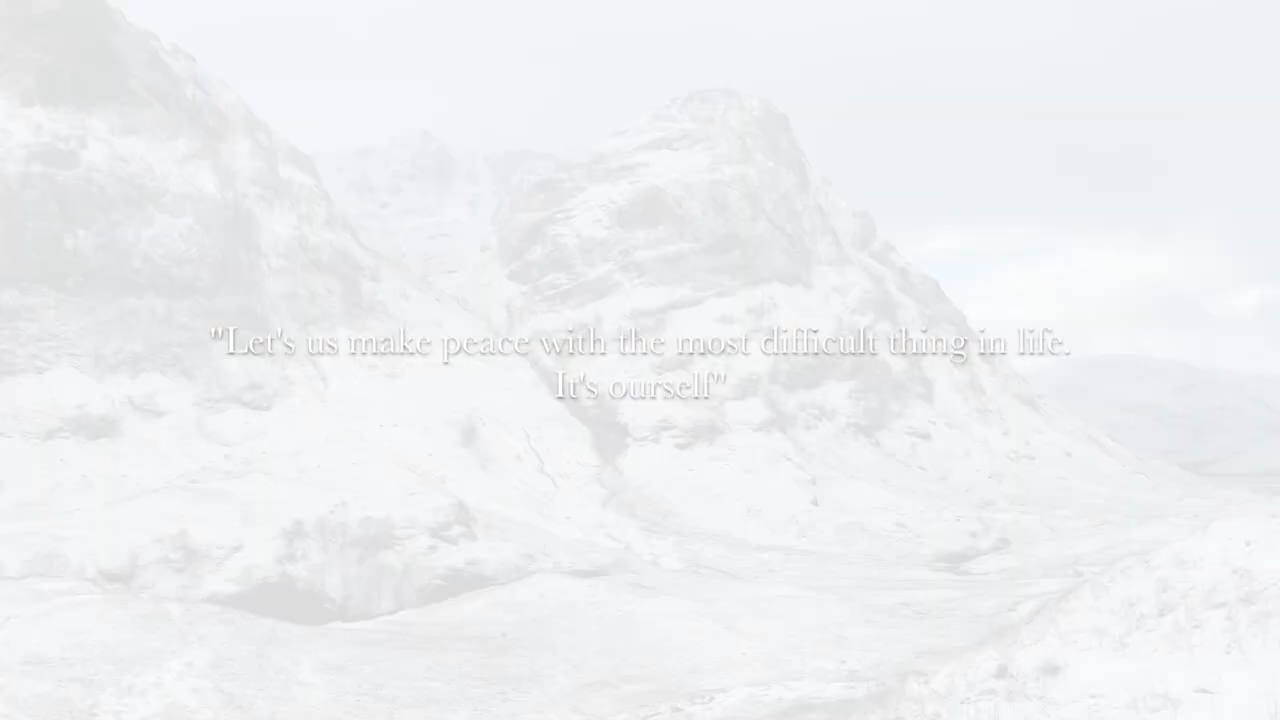 "Let's us make peace with the most difficult thing in life.
It's ourself"